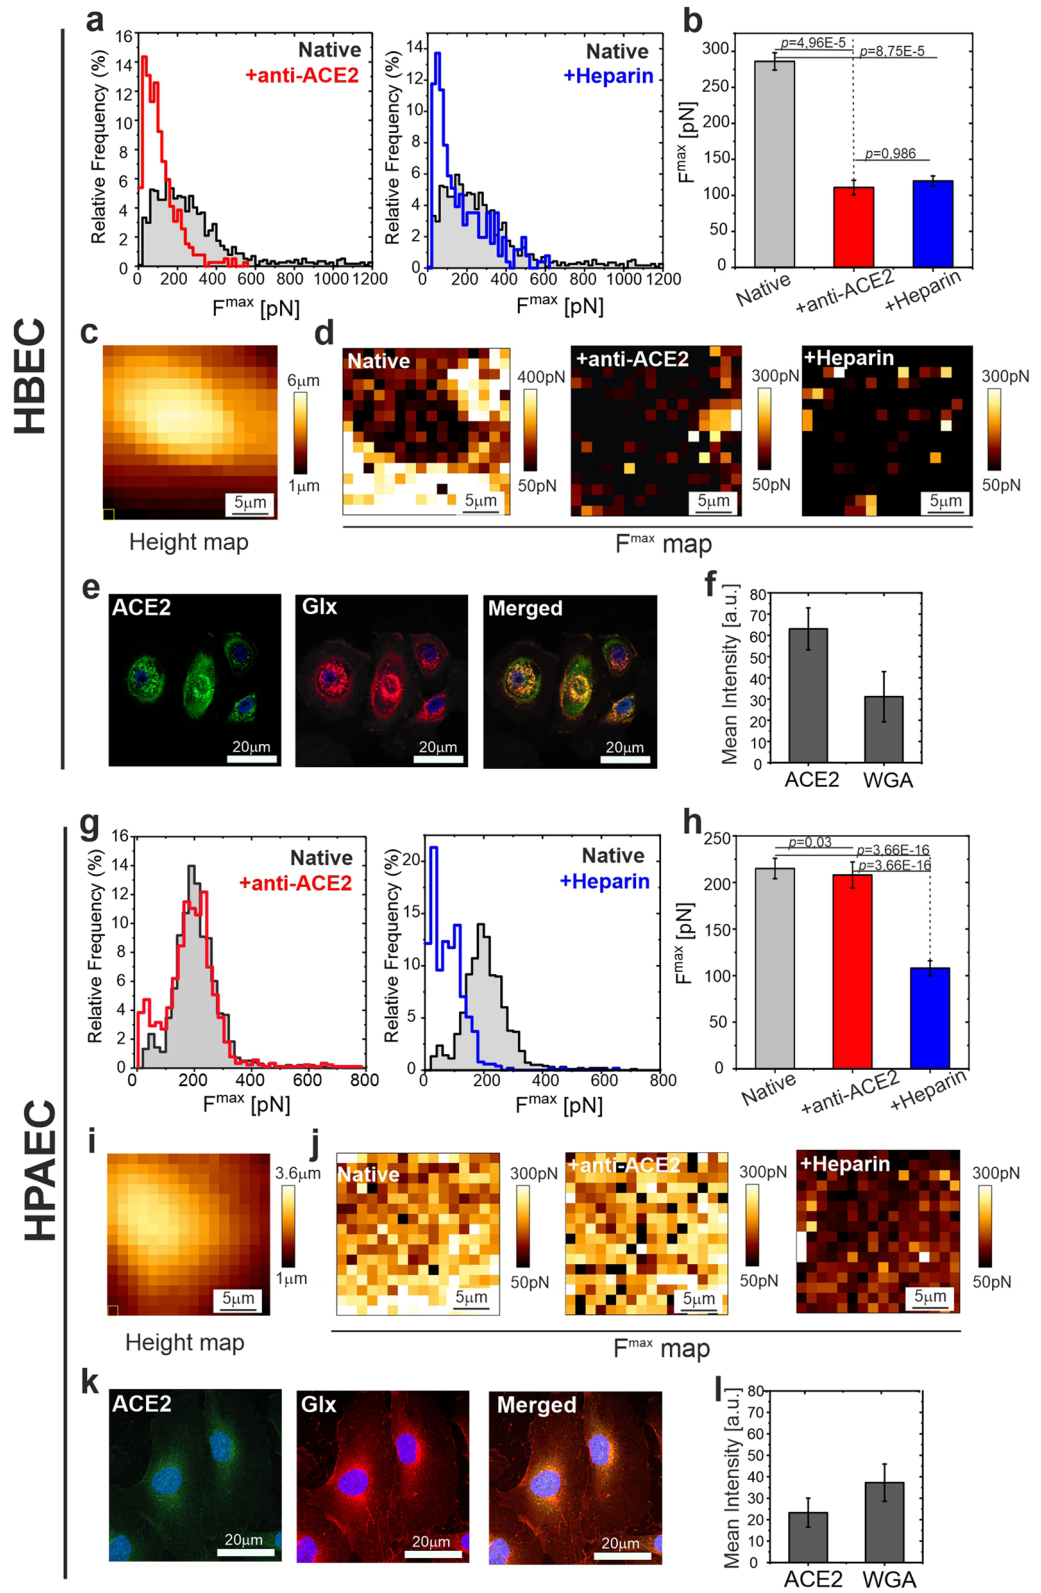 HBEC
a
Native
+anti-ACE2
Relative Frequency (%)
16
14
12
10
8
6
4
2
0
0 200 400 600 800 1000 1200
Fmax [pN]
Native
+Heparin
Relative Frequency (%)
14
12
10
8
6
4
2
0
0 200 400 600 800 1000 1200
Fmax [pN]
b
p=4,96E-5
p=8,75E-5
p=0,986
Fmax [pN]
300
250
200
150
100
50
0
Native
+anti-ACE2
+Heparin
c
6μm
1μm
5μm
Height map
d
Native
400pN
50pN
5μm
+anti-ACE2
300pN
50pN
5μm
+Heparin
300pN
50pN
5μm
Fmax map
e
ACE2
20μm
Glx
20μm
Merged
20μm
f
Mean Intensity [a.u.]
80
70
60
50
40
30
20
10
0
ACE2
WGA
HPAEC
g
Native
+anti-ACE2
Relative Frequency (%)
16
14
12
10
8
6
4
2
0
0 200 400 600 800
Fmax [pN]
Native
+Heparin
Relative Frequency (%)
20
15
10
5
0
0 200 400 600 800
Fmax [pN]
h
p=0,03
p=3,66E-16
p=3,66E-16
Fmax [pN]
250
200
150
100
50
0
Native
+anti-ACE2
+Heparin
i
3.6μm
1μm
5μm
Height map
j
Native
300pN
50pN
5μm
+anti-ACE2
300pN
50pN
5μm
+Heparin
300pN
50pN
5μm
Fmax map
k
ACE2
20μm
Glx
20μm
Merged
20μm
l
Mean Intensity [a.u.]
80
70
60
50
40
30
20
10
0
ACE2
WGA